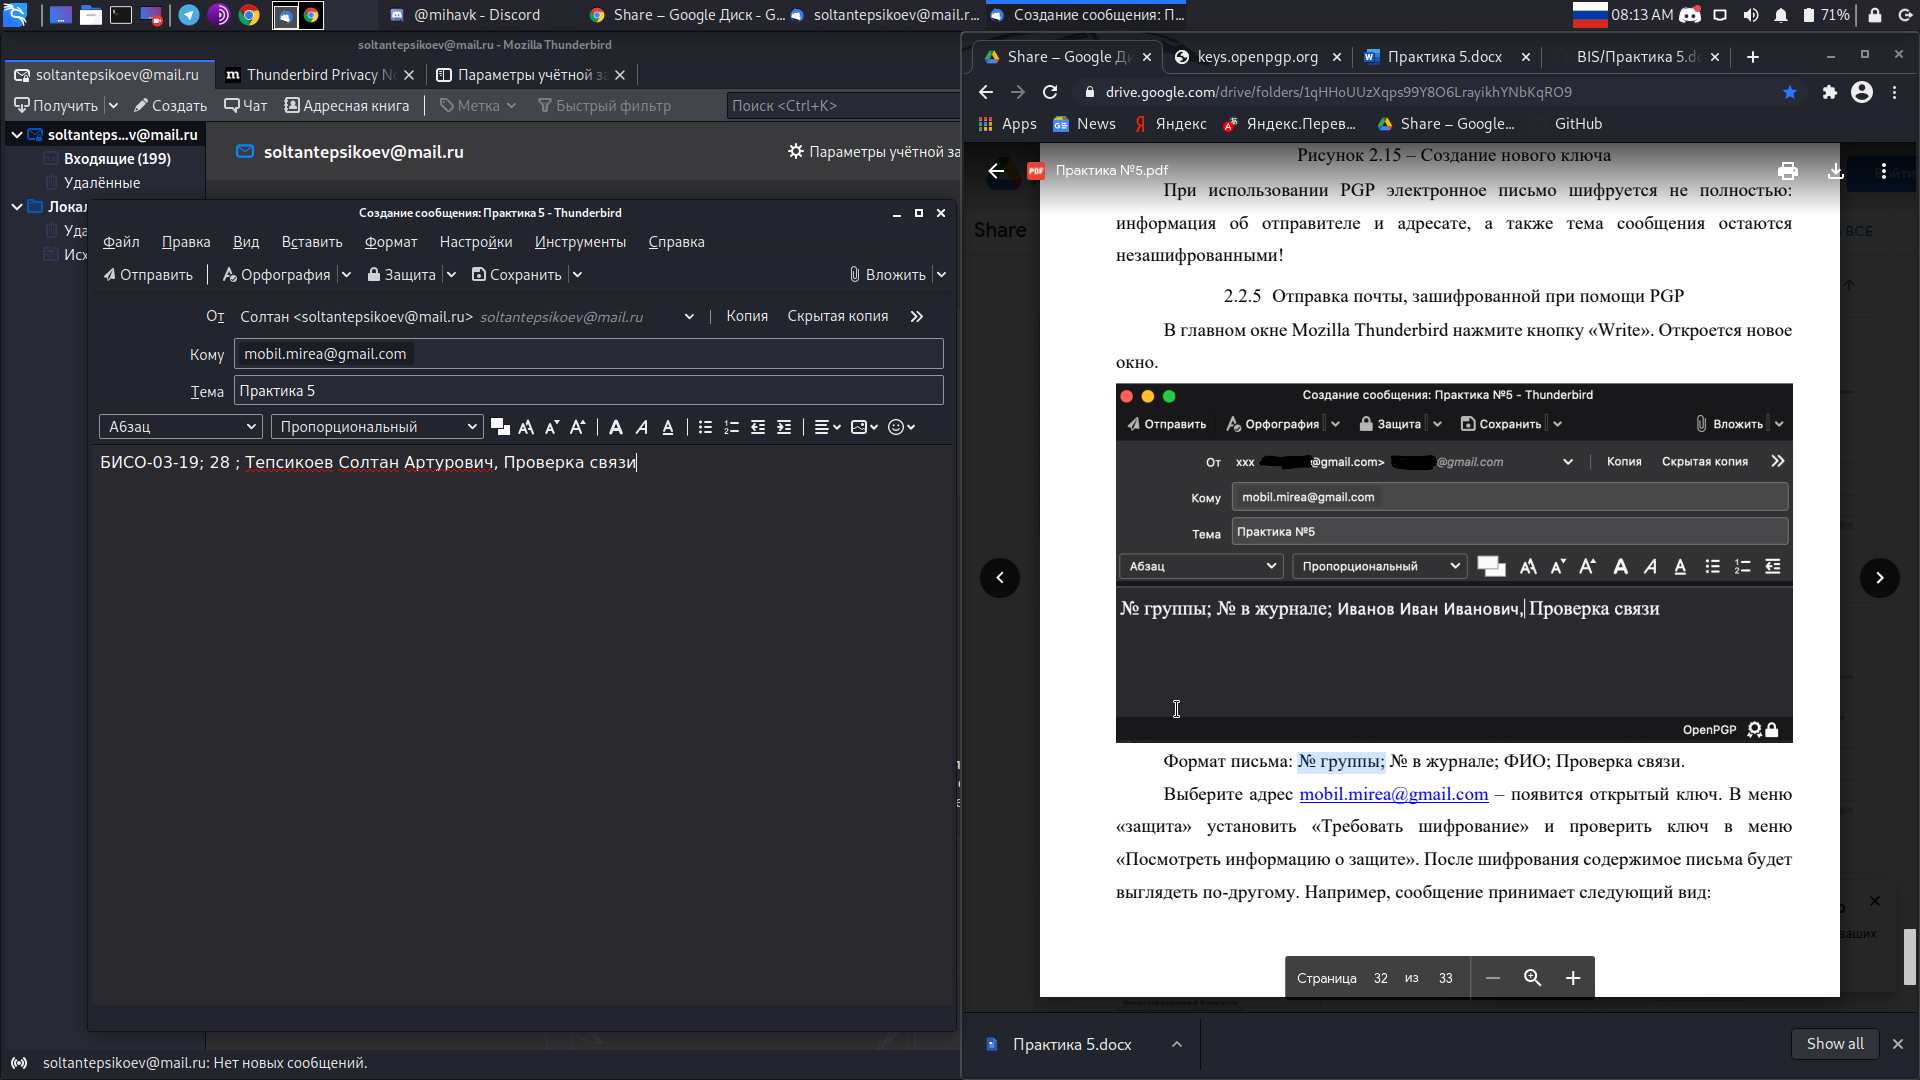 @mihavk - Discord
Share – Google Диск - G...
soltantepsikoev@mail.r...
Создание сообщения: П...
08:13 AM
71%
soltantepsikoev@mail.ru - Mozilla Thunderbird
soltantepsikoev@mail.ru
Thunderbird Privacy No
Параметры учётной за
Получить
Создать
Чат
Адресная книга
Метка
Быстрый фильтр
Поиск <Ctrl+K>
soltanteps...v@mail.ru
Входящие (199)
Удалённые
Локал
Уда
Исх
soltantepsikoev@mail.ru
Параметры учётной за
Создание сообщения: Практика 5 - Thunderbird
Файл Правка Вид Вставить Формат Настройки Инструменты Справка
Отправить Орфография Защита Сохранить Вложить
От Солтан <soltantepsikoev@mail.ru> soltantepsikoev@mail.ru Копия Скрытая копия
Кому mobil.mirea@gmail.com
Тема Практика 5
Абзац Пропорциональный
БИСО-03-19; 28 ; Тепсикоев Солтан Артурович, Проверка связи
soltantepsikoev@mail.ru: Нет новых сообщений.
Share – Google Ди
keys.openpgp.org
Практика 5.docx
BIS/Практика 5.d
drive.google.com/drive/folders/1qHHoUUzXqps99Y8O6LrayikhYNbKqRO9
Apps
News
Яндекс
Яндекс.Перев...
Share – Google...
GitHub
PDF
Практика №5.pdf
Share
ВСЕ
Рисунок 2.15 – Создание нового ключа
При использовании PGP электронное письмо шифруется не полностью:
информация об отправителе и адресате, а также тема сообщения остаются
незашифрованными!
2.2.5 Отправка почты, зашифрованной при помощи PGP
В главном окне Mozilla Thunderbird нажмите кнопку «Write». Откроется новое
окно.
Создание сообщения: Практика №5 - Thunderbird
Отправить Орфография Защита Сохранить Вложить
От xxx @gmail.com> @gmail.com Копия Скрытая копия
Кому mobil.mirea@gmail.com
Тема Практика №5
Абзац Пропорциональный
№ группы; № в журнале; Иванов Иван Иванович, Проверка связи
OpenPGP
Формат письма: № группы; № в журнале; ФИО; Проверка связи.
Выберите адрес mobil.mirea@gmail.com – появится открытый ключ. В меню
«защита» установить «Требовать шифрование» и проверить ключ в меню
«Посмотреть информацию о защите». После шифрования содержимое письма будет
выглядеть по-другому. Например, сообщение принимает следующий вид:
Страница 32 из 33
Практика 5.docx
Show all